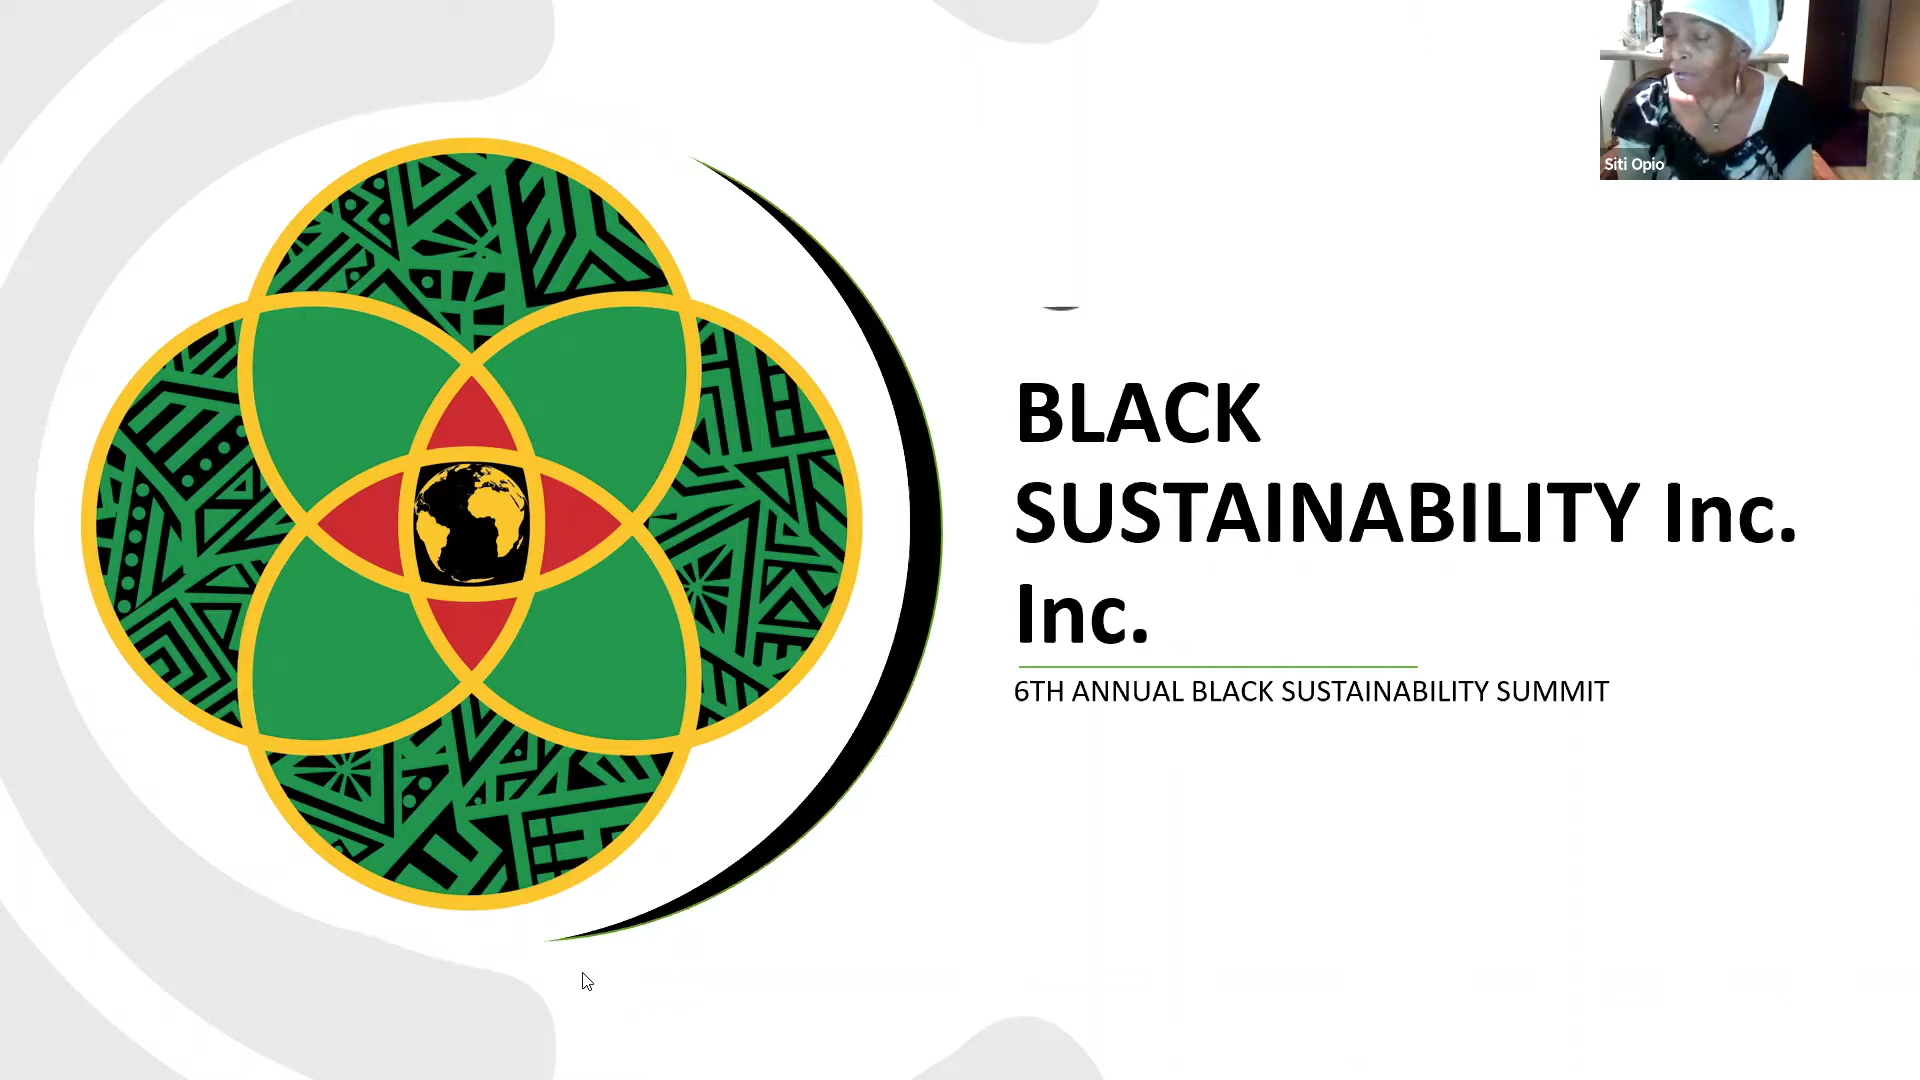 Siti Opio
BLACK
SUSTAINABILITY Inc.
Inc.
6TH ANNUAL BLACK SUSTAINABILITY SUMMIT